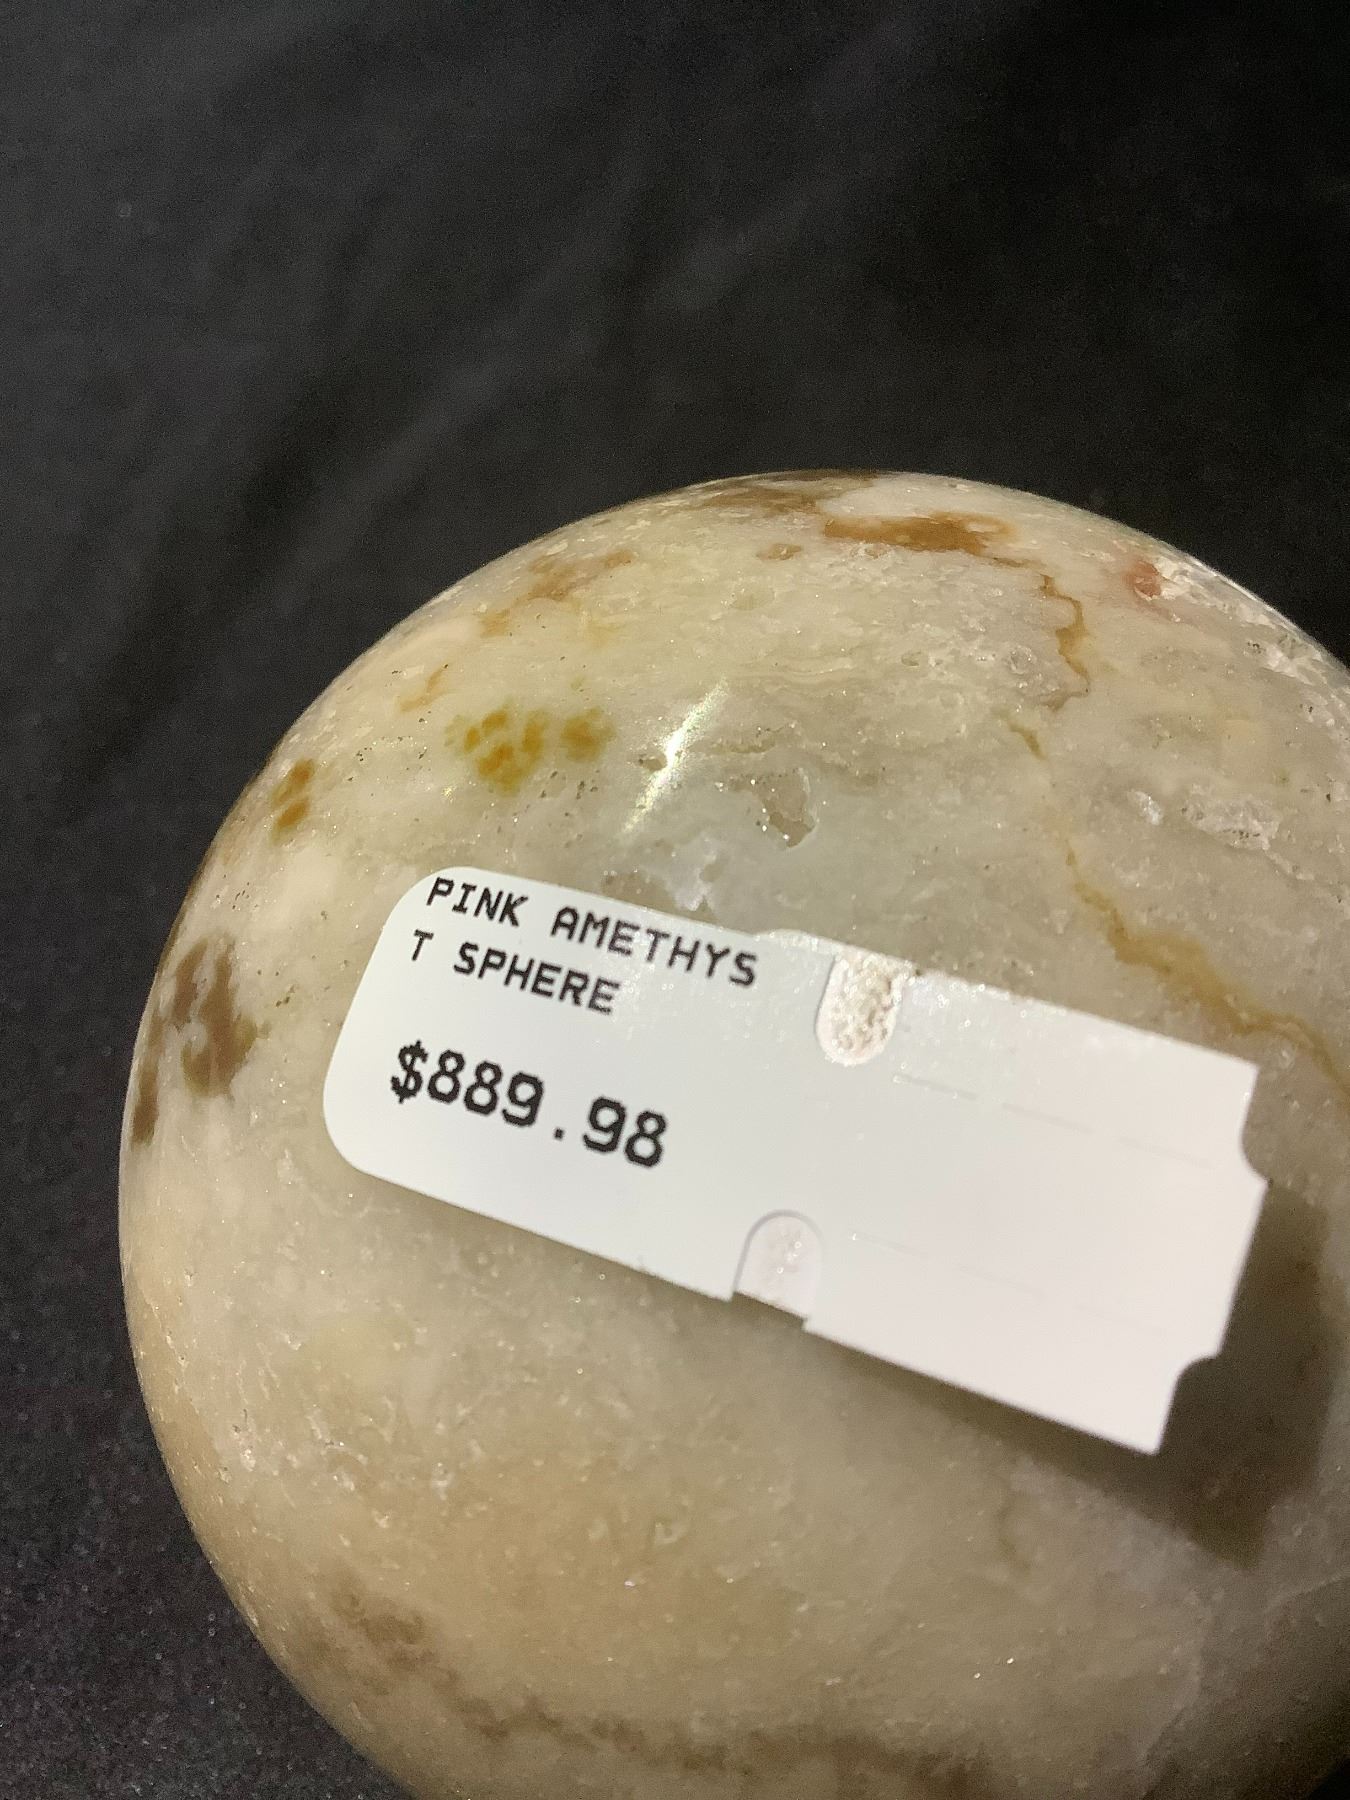 PINK AMETHYS
T SPHERE
$889.98